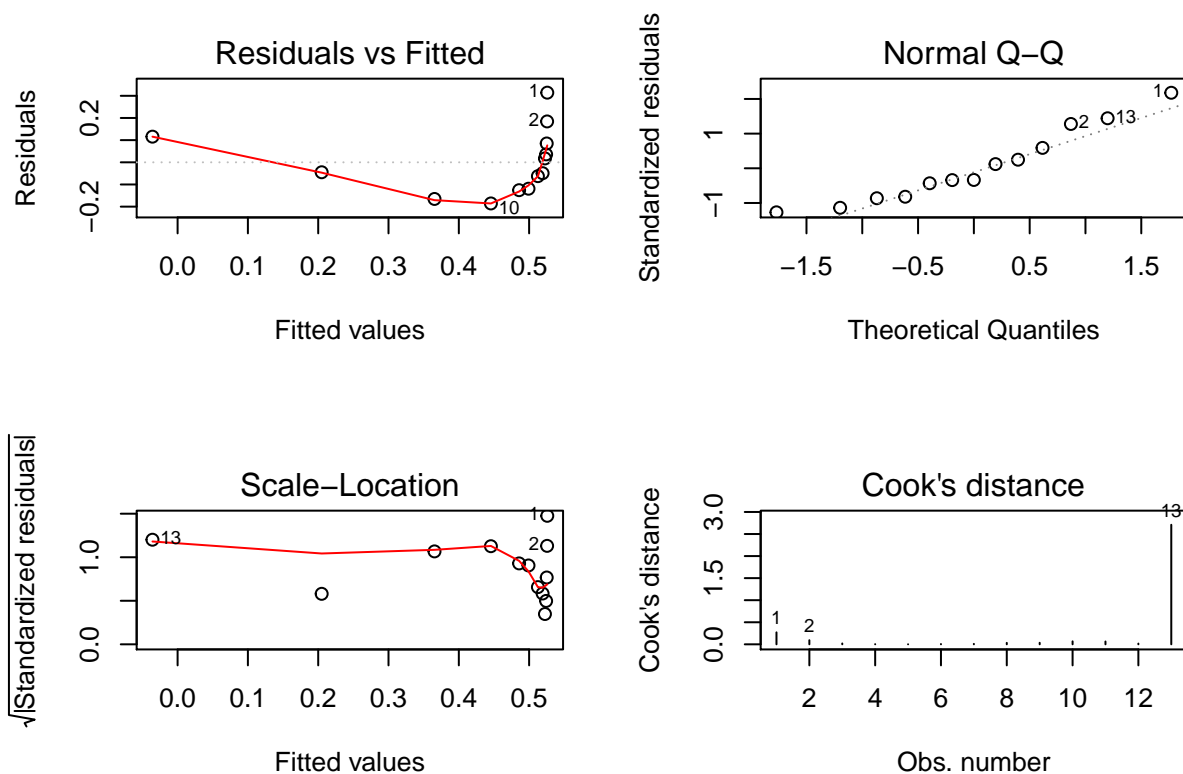 Residuals vs Fitted
Residuals
−0.2
0.2
1
2
10
0.0 0.1 0.2 0.3 0.4 0.5
Fitted values
Normal Q−Q
Standardized residuals
−1
1
1
2
13
−1.5 −0.5 0.5 1.5
Theoretical Quantiles
Scale−Location
√|Standardized residuals|
0.0
1.0
13
1
2
0.0 0.1 0.2 0.3 0.4 0.5
Fitted values
Cook's distance
Cook's distance
0.0
1.5
3.0
1
2
13
2 4 6 8 10 12
Obs. number